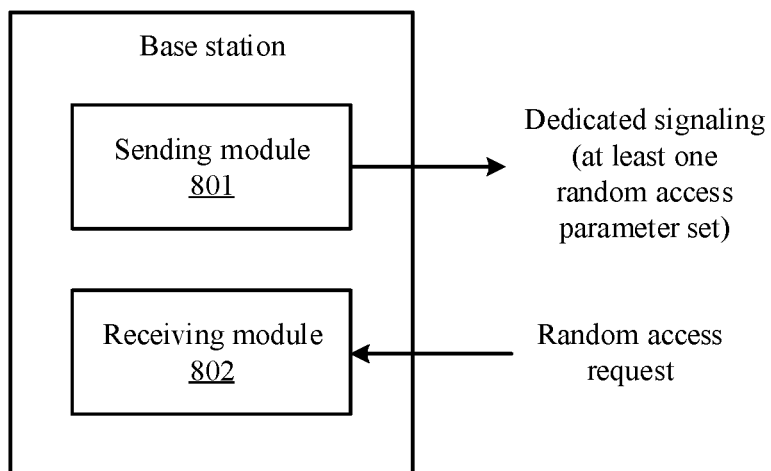 Base station
Sending module
801
Dedicated signaling
(at least one
random access
parameter set)
Receiving module
802
Random access
request